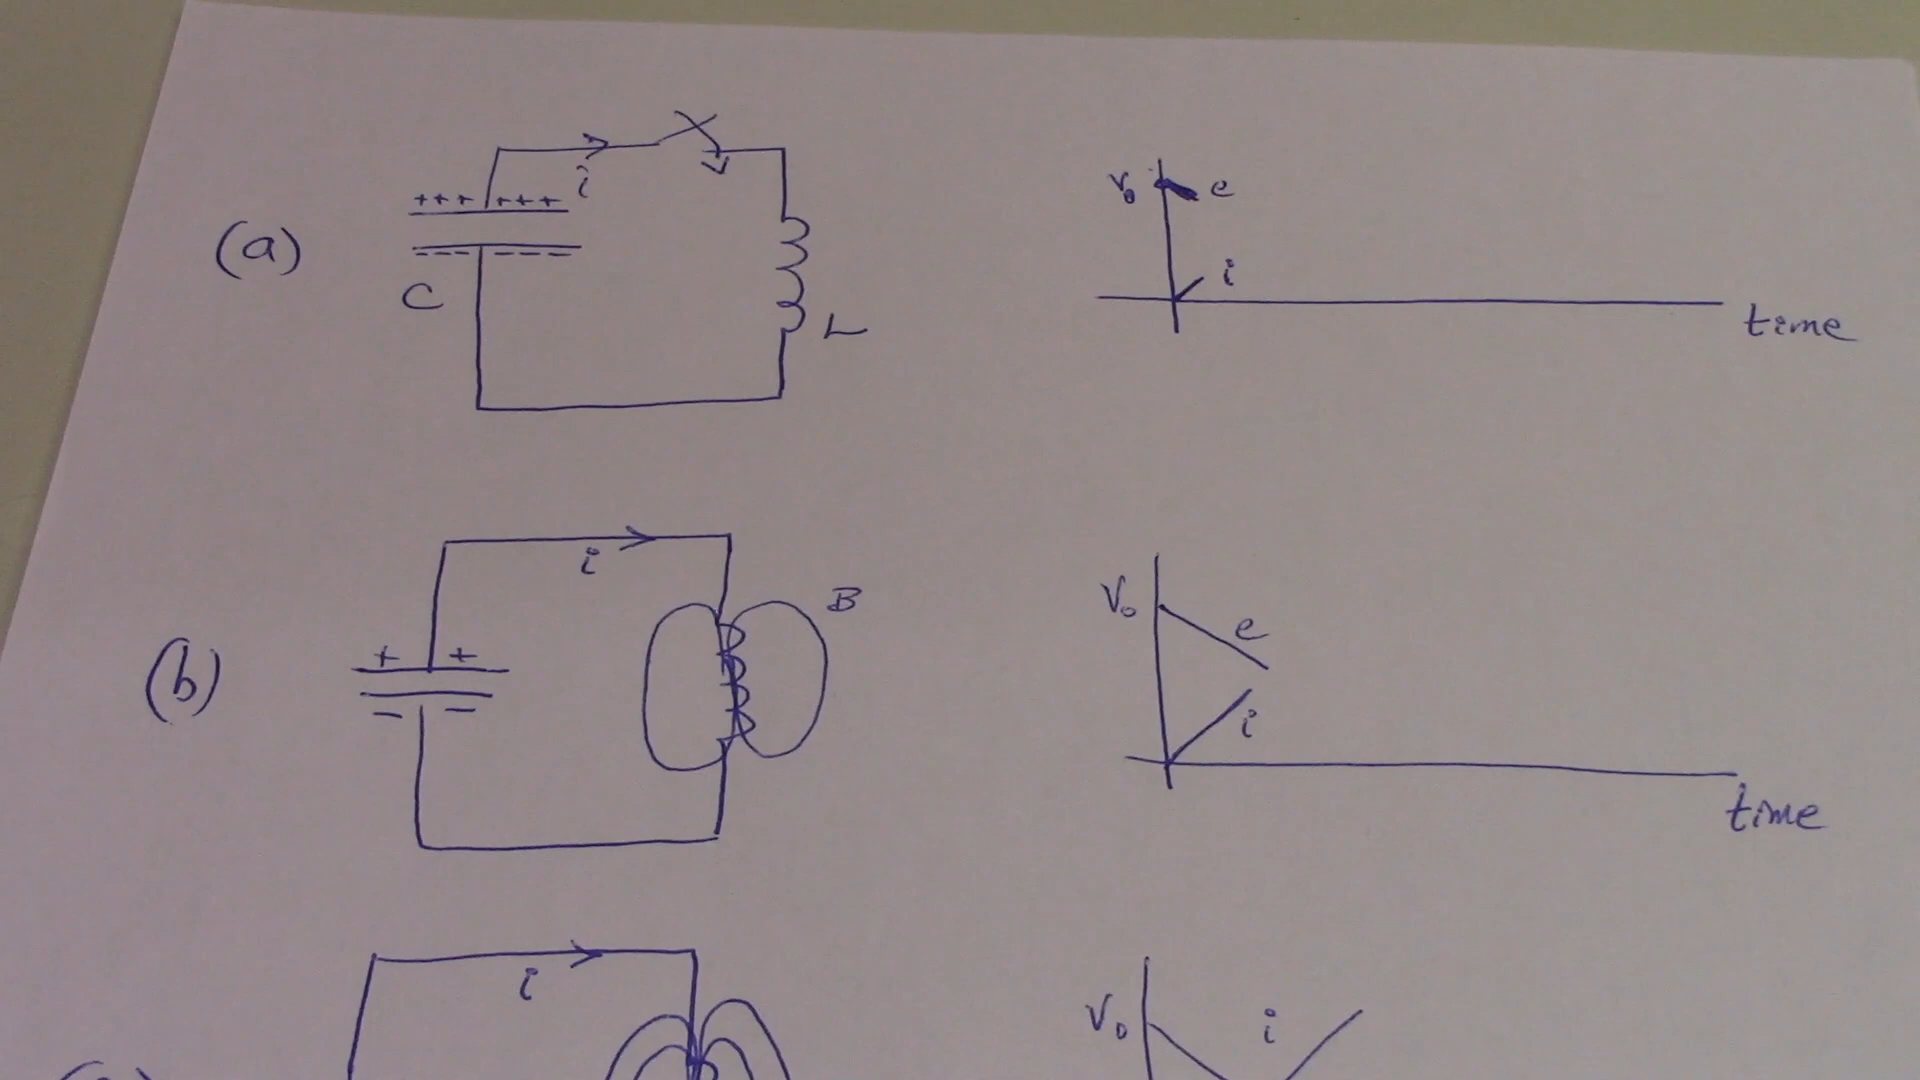 +++ +++
i
(a)
------ ------
C
L
V₀ e
i
time
i
B
(b)
+ +
- -
V₀
e
i
time
i
V₀ i